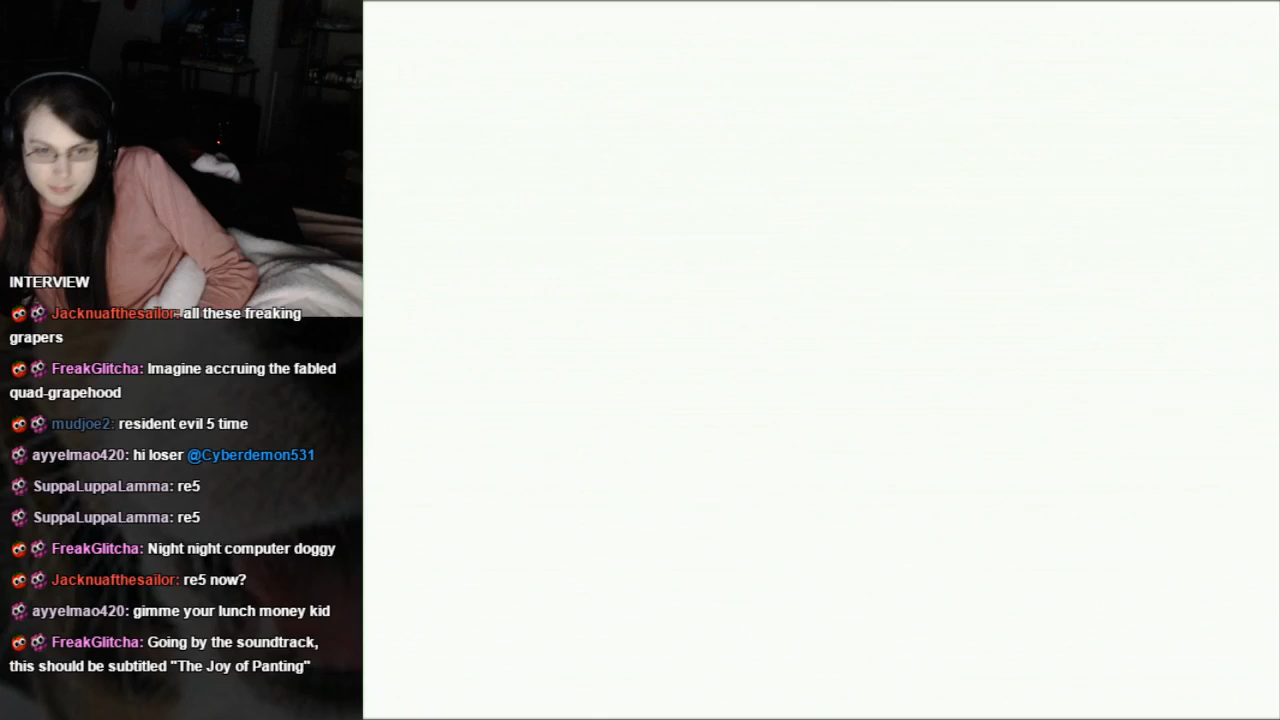 INTERVIEW
Jacknuafthesailor: all these freaking
grapers
FreakGlitcha: Imagine accruing the fabled
quad-grapehood
mudjoe2: resident evil 5 time
ayyelmao420: hi loser @Cyberdemon531
SuppaLuppaLamma: re5
SuppaLuppaLamma: re5
FreakGlitcha: Night night computer doggy
Jacknuafthesailor: re5 now?
ayyelmao420: gimme your lunch money kid
FreakGlitcha: Going by the soundtrack,
this should be subtitled "The Joy of Panting"